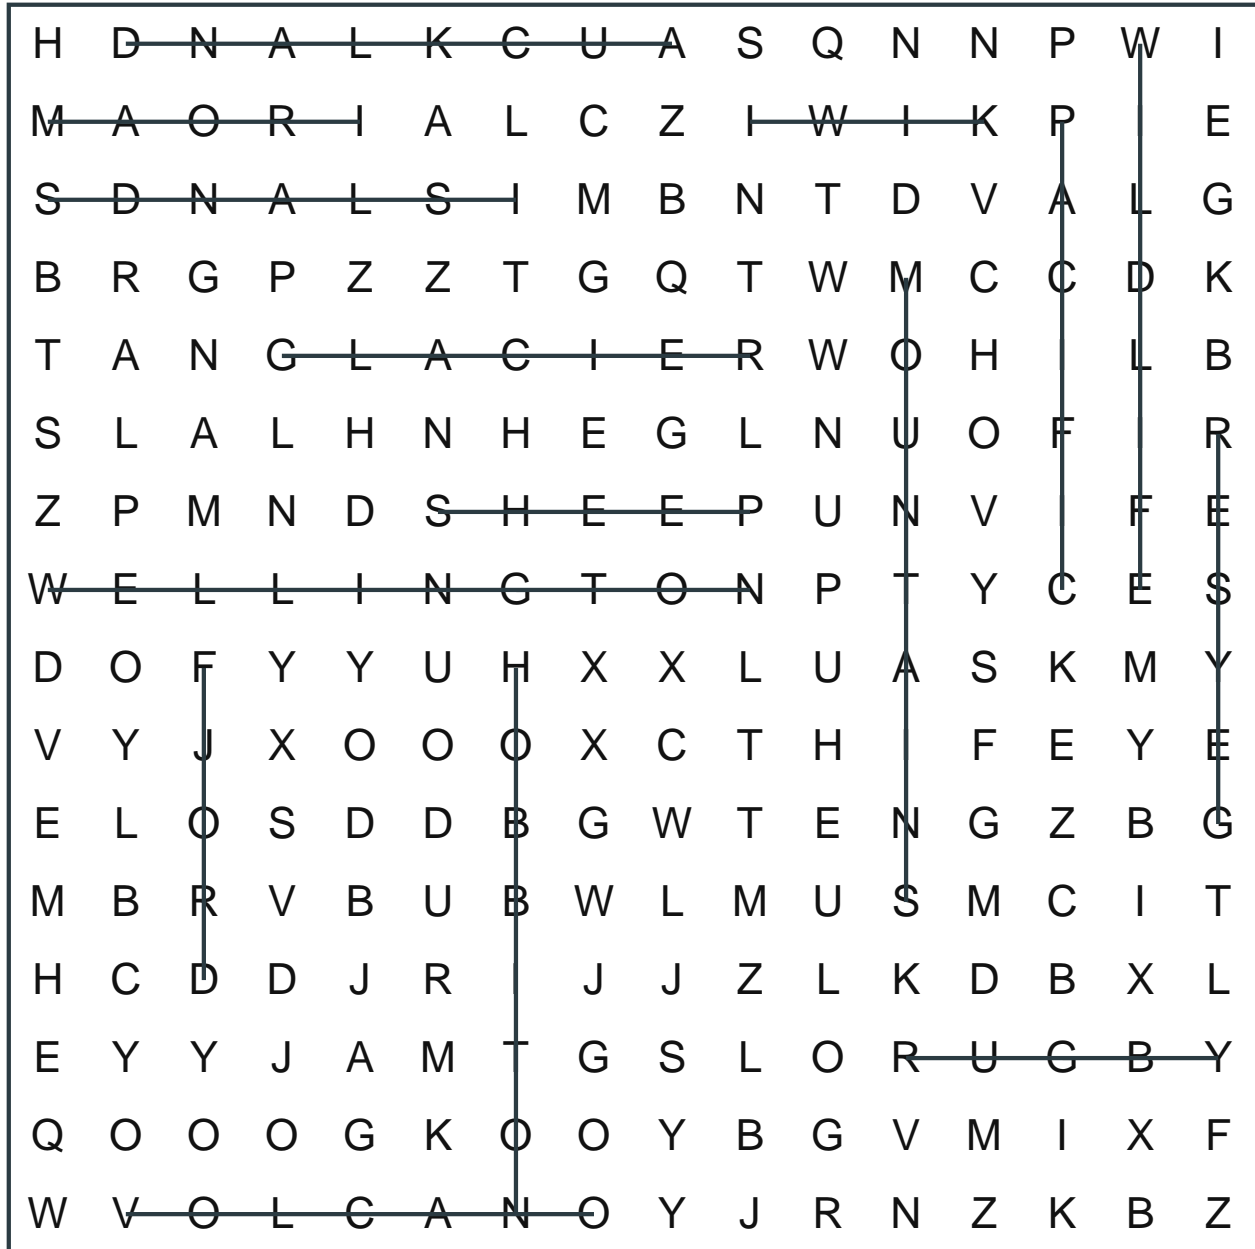 H D N A L K C U A S Q N N P W I
M A O R I A L C Z I W I K P I E
S D N A L S I M B N T D V A L G
B R G P Z Z T G Q T W M C C D K
T A N G L A C I E R W O H I L B
S L A L H N H E G L N U O F I R
Z P M N D S H E E P U N V I F E
W E L L I N G T O N P T Y C E S
D O F Y Y U H X X L U A S K M Y
V Y J X O O O X C T H I F E Y E
E L O S D D B G W T E N G Z B G
M B R V B U B W L M U S M C I T
H C D D J R I J J Z L K D B X L
E Y Y J A M T G S L O R U G B Y
Q O O O G K O O Y B G V M I X F
W V O L C A N O Y J R N Z K B Z